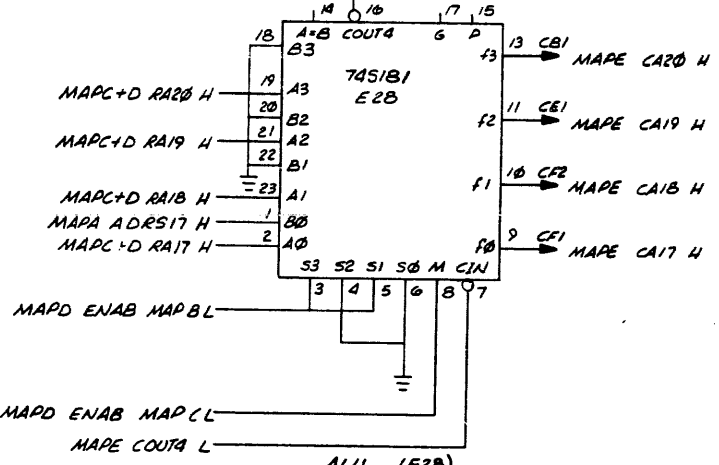 14 16 17 15
A=B COUT4 G P
18 B3
f3 13 CB1 MAPE CA20 H
74S181
E28
MAPC+D RA20 H 19 A3
20 B2
f2 11 CE1 MAPE CA19 H
MAPC+D RA19 H 21 A2
22 B1
f1 10 CF2 MAPE CA18 H
MAPC+D RA18 H 23 A1
MAPA ADRS17 H 1 B0
MAPC+D RA17 H 2 A0
f0 9 CF1 MAPE CA17 H
S3 S2 S1 S0 M CIN
3 4 5 6 8 7
MAPD ENAB MAP B L
MAPD ENAB MAP C L
MAPE COUT4 L
ALU (E28)